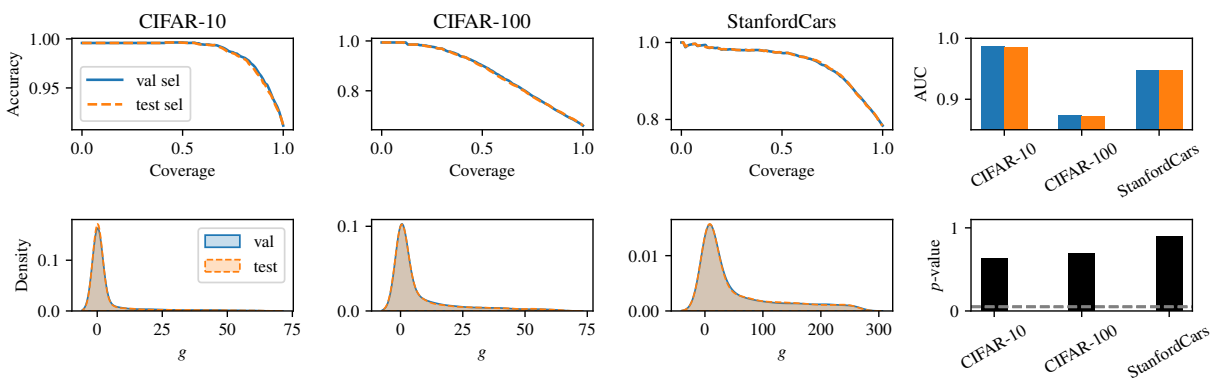 CIFAR-10
CIFAR-100
StanfordCars
Accuracy
1.00
0.95
val sel
test sel
0.0
0.5
1.0
Coverage
1.0
0.8
0.0
0.5
1.0
Coverage
1.0
0.9
0.8
0.0
0.5
1.0
Coverage
AUC
1.0
0.9
CIFAR-10
CIFAR-100
StanfordCars
Density
0.1
0.0
val
test
0
25
50
75
g
0.1
0.0
0
25
50
75
g
0.01
0.00
0
100
200
300
g
p-value
1
0
CIFAR-10
CIFAR-100
StanfordCars